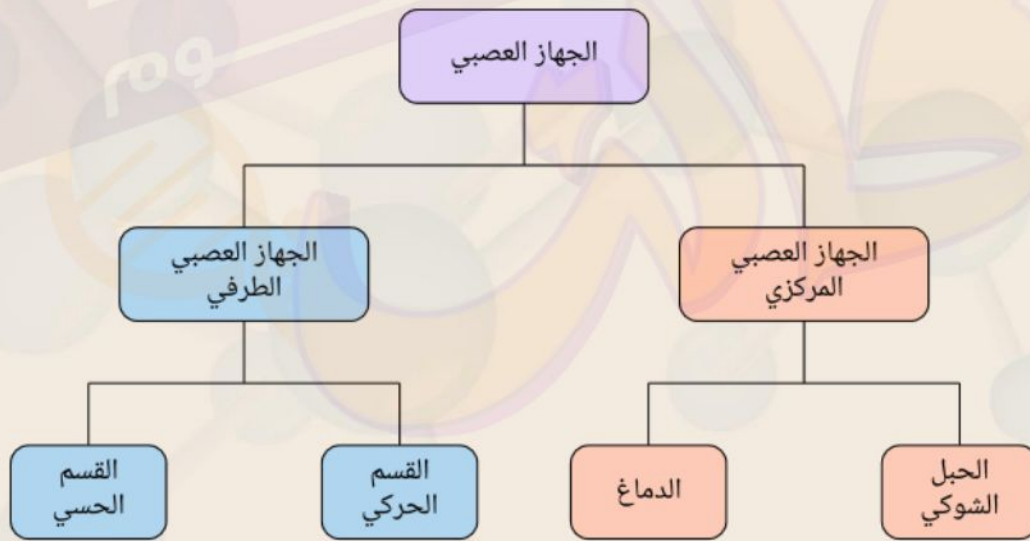 الجهاز العصبي
الجهاز العصبي
المركزي
الجهاز العصبي
الطرفي
الحبل
الشوكي
الدماغ
القسم
الحركي
القسم
الحسي